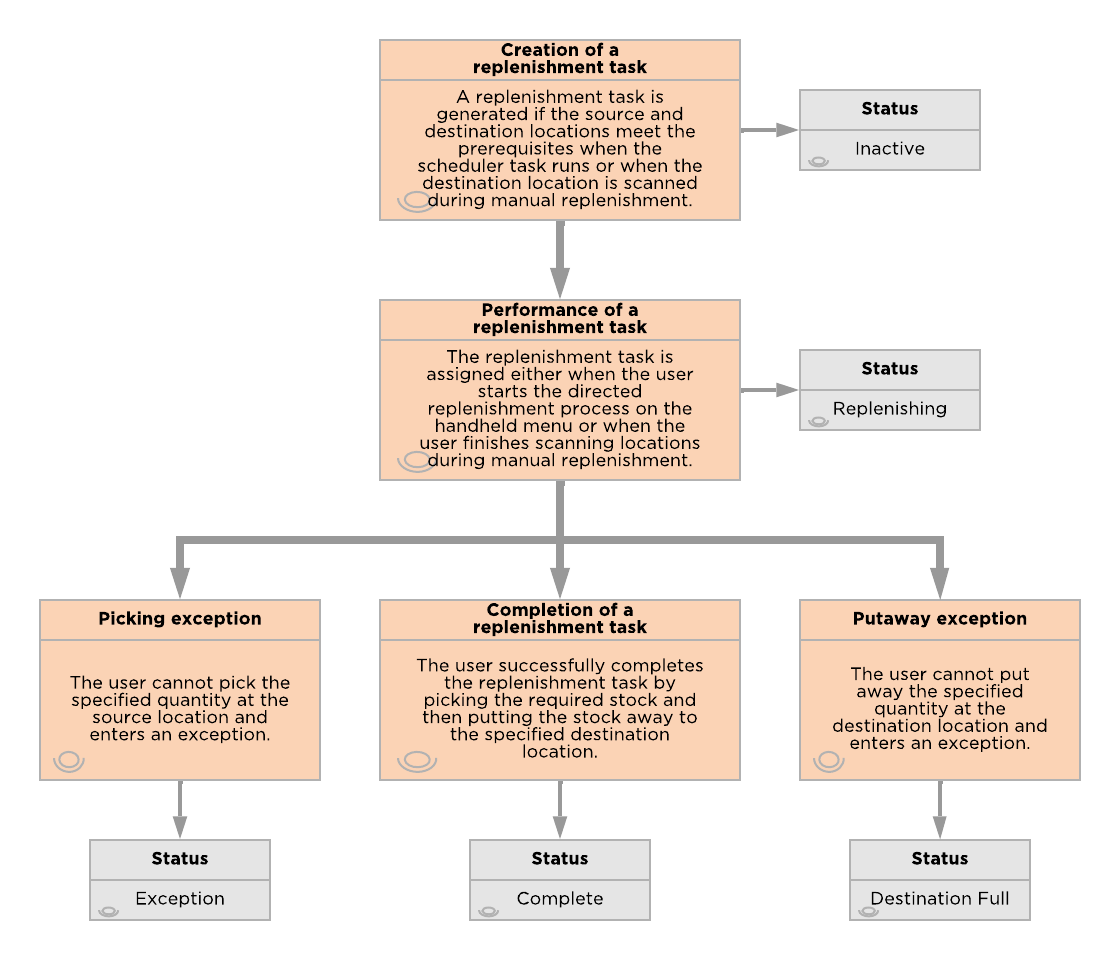 Creation of a
replenishment task
A replenishment task is
generated if the source and
destination locations meet the
prerequisites when the
scheduler task runs or when the
destination location is scanned
during manual replenishment.
Status
Inactive
Performance of a
replenishment task
The replenishment task is
assigned either when the user
starts the directed
replenishment process on the
handheld menu or when the
user finishes scanning locations
during manual replenishment.
Status
Replenishing
Picking exception
The user cannot pick the
specified quantity at the
source location and
enters an exception.
Status
Exception
Completion of a
replenishment task
The user successfully completes
the replenishment task by
picking the required stock and
then putting the stock away to
the specified destination
location.
Status
Complete
Putaway exception
The user cannot put
away the specified
quantity at the
destination location and
enters an exception.
Status
Destination Full